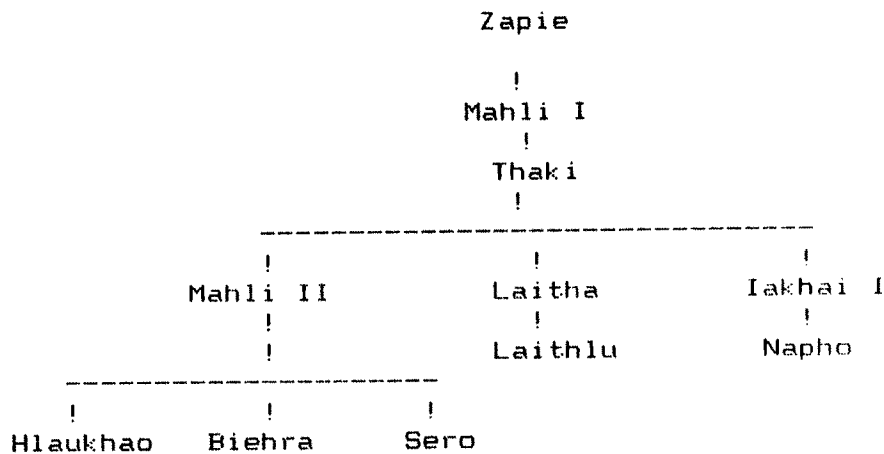 Zapie
!
Mahli I
!
Thaki
!
----------------------------------------
! ! !
Mahli II Laitha Iakhai I
! ! !
! Laithlu Napho
---------------------------
! ! !
Hlaukhao Biehra Sero